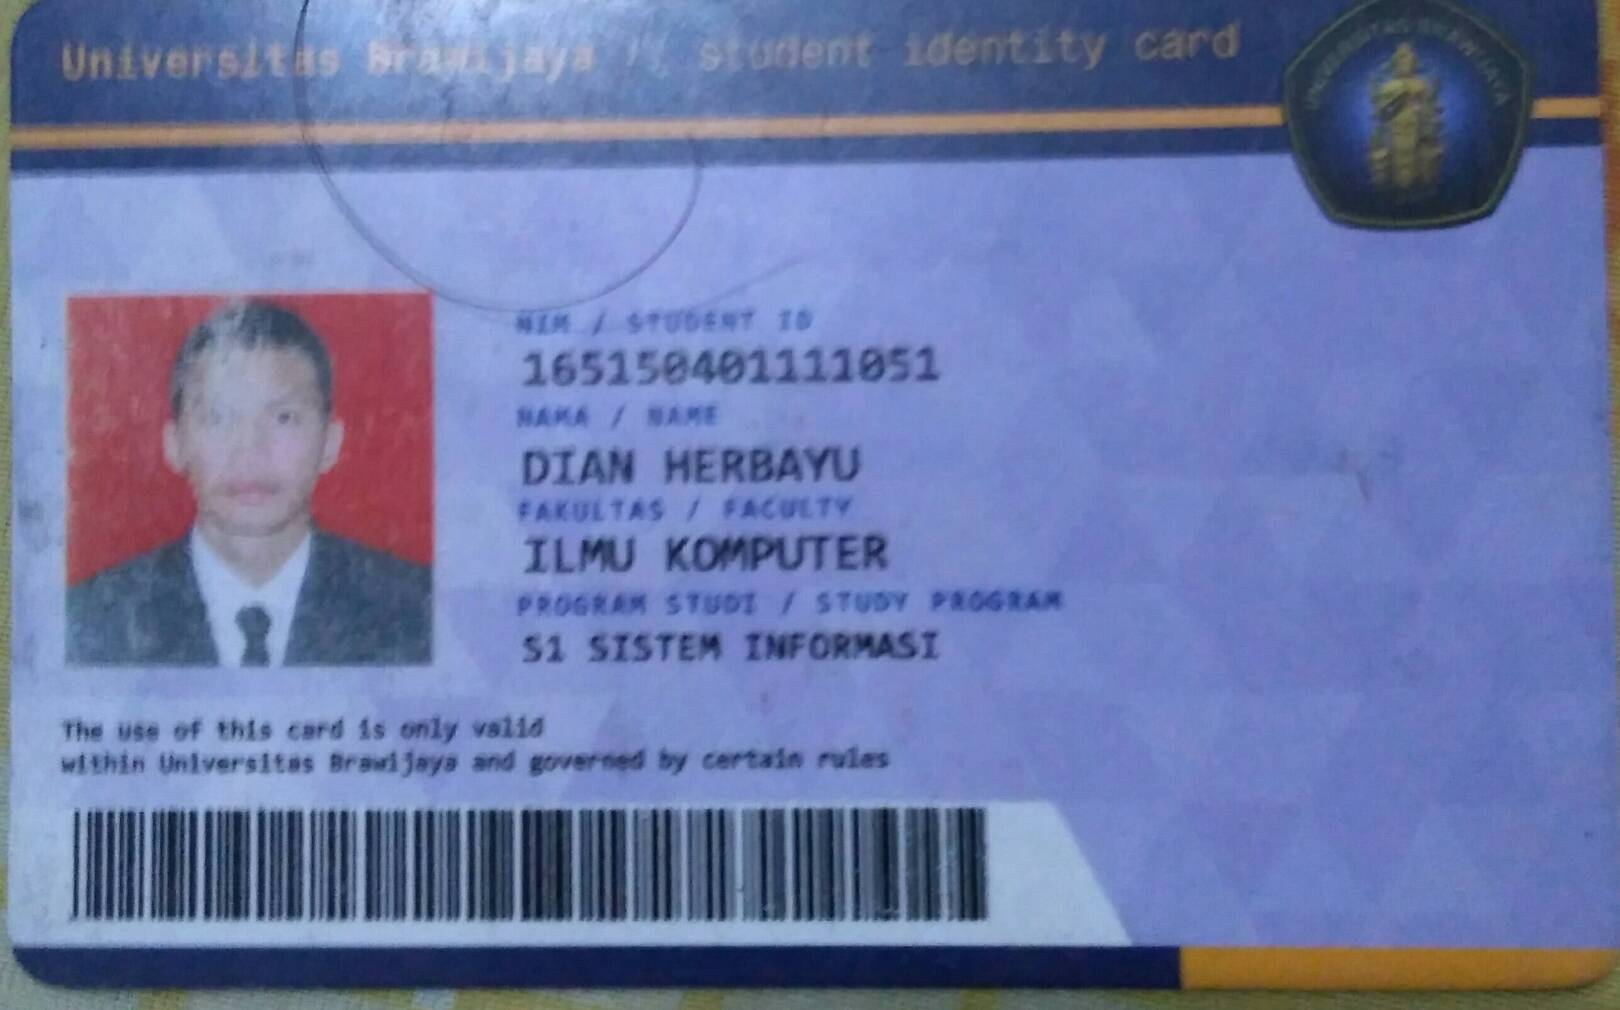 Universitas Brawijaya // student identity card
UNIVERSITAS BRAWIJAYA
NIM / STUDENT ID
165150401111051
NAMA / NAME
DIAN HERBAYU
FAKULTAS / FACULTY
ILMU KOMPUTER
PROGRAM STUDI / STUDY PROGRAM
S1 SISTEM INFORMASI
The use of this card is only valid
within Universitas Brawijaya and governed by certain rules